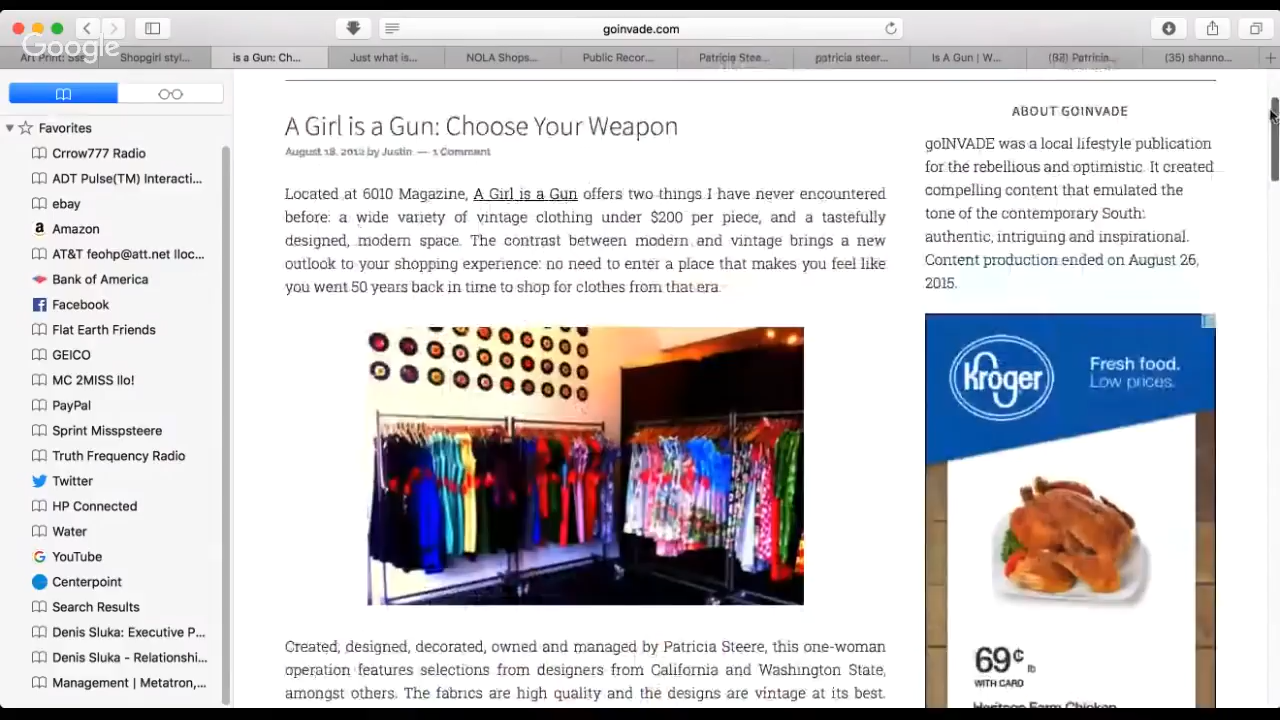 goinvade.com
Google
Art Print: Sse
Shopgirl styl...
is a Gun: Ch...
Just what is...
NOLA Shops...
Public Recor...
Patricia Stee...
patricia steer...
Is A Gun | W...
Patricia...
(35) shanno...
Favorites
Crrow777 Radio
ADT Pulse(TM) Interacti...
ebay
Amazon
AT&T feohp@att.net lloc...
Bank of America
Facebook
Flat Earth Friends
GEICO
MC 2MISS llo!
PayPal
Sprint Misspsteere
Truth Frequency Radio
Twitter
HP Connected
Water
YouTube
Centerpoint
Search Results
Denis Sluka: Executive P...
Denis Sluka - Relationshi...
Management | Metatron,...
A Girl is a Gun: Choose Your Weapon
August 18, 2012 by Justin — 1 Comment
Located at 6010 Magazine, A Girl is a Gun offers two things I have never encountered
before: a wide variety of vintage clothing under $200 per piece, and a tastefully
designed, modern space. The contrast between modern and vintage brings a new
outlook to your shopping experience: no need to enter a place that makes you feel like
you went 50 years back in time to shop for clothes from that era.
Created, designed, decorated, owned and managed by Patricia Steere, this one-woman
operation features selections from designers from California and Washington State,
amongst others. The fabrics are high quality and the designs are vintage at its best.
ABOUT GOINVADE
goINVADE was a local lifestyle publication
for the rebellious and optimistic. It created
compelling content that emulated the
tone of the contemporary South:
authentic, intriguing and inspirational.
Content production ended on August 26,
2015.
Kroger
Fresh food.
Low prices.
69¢ lb
WITH CARD
Heritage Farm Chicken